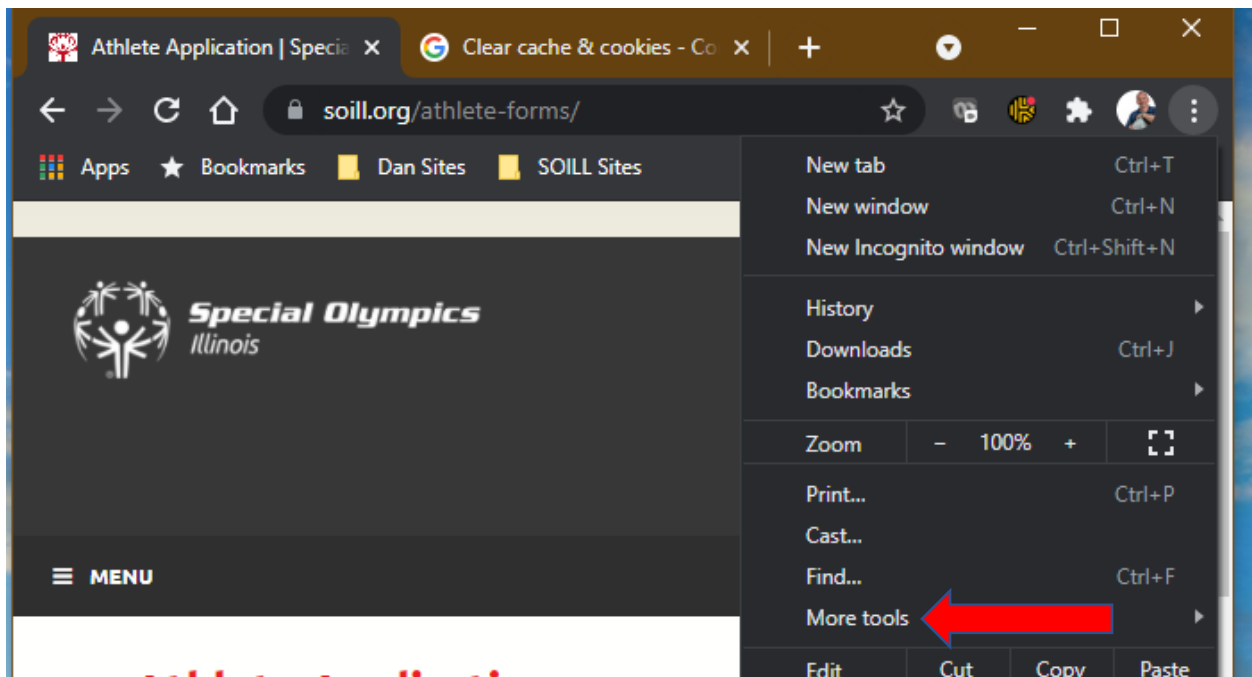 Athlete Application | Specia
Clear cache & cookies - Co
soill.org/athlete-forms/
Apps Bookmarks Dan Sites SOILL Sites
New tab Ctrl+T
New window Ctrl+N
New Incognito window Ctrl+Shift+N
History
Downloads Ctrl+J
Bookmarks
Zoom - 100% +
Print... Ctrl+P
Cast...
Find... Ctrl+F
More tools
Edit Cut Copy Paste
Special Olympics
Illinois
MENU
Athlete Application